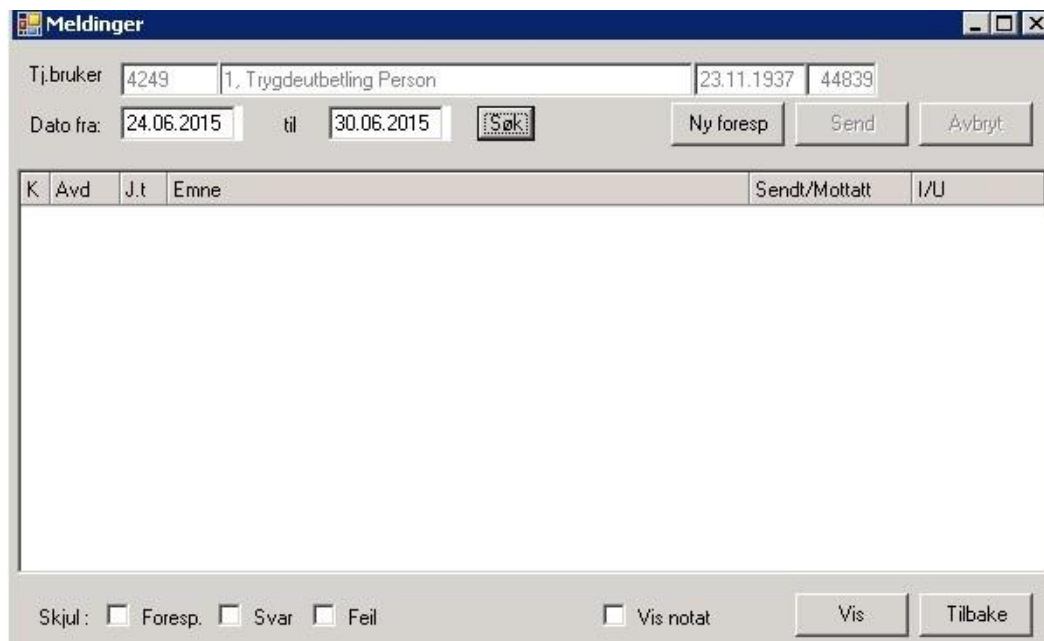 Meldinger
Tj.bruker 4249 1, Trygdeutbetling Person 23.11.1937 44839
Dato fra: 24.06.2015 til 30.06.2015 Søk Ny foresp Send Avbryt
K Avd J.t Emne Sendt/Mottatt I/U
Skjul : Foresp. Svar Feil Vis notat Vis Tilbake